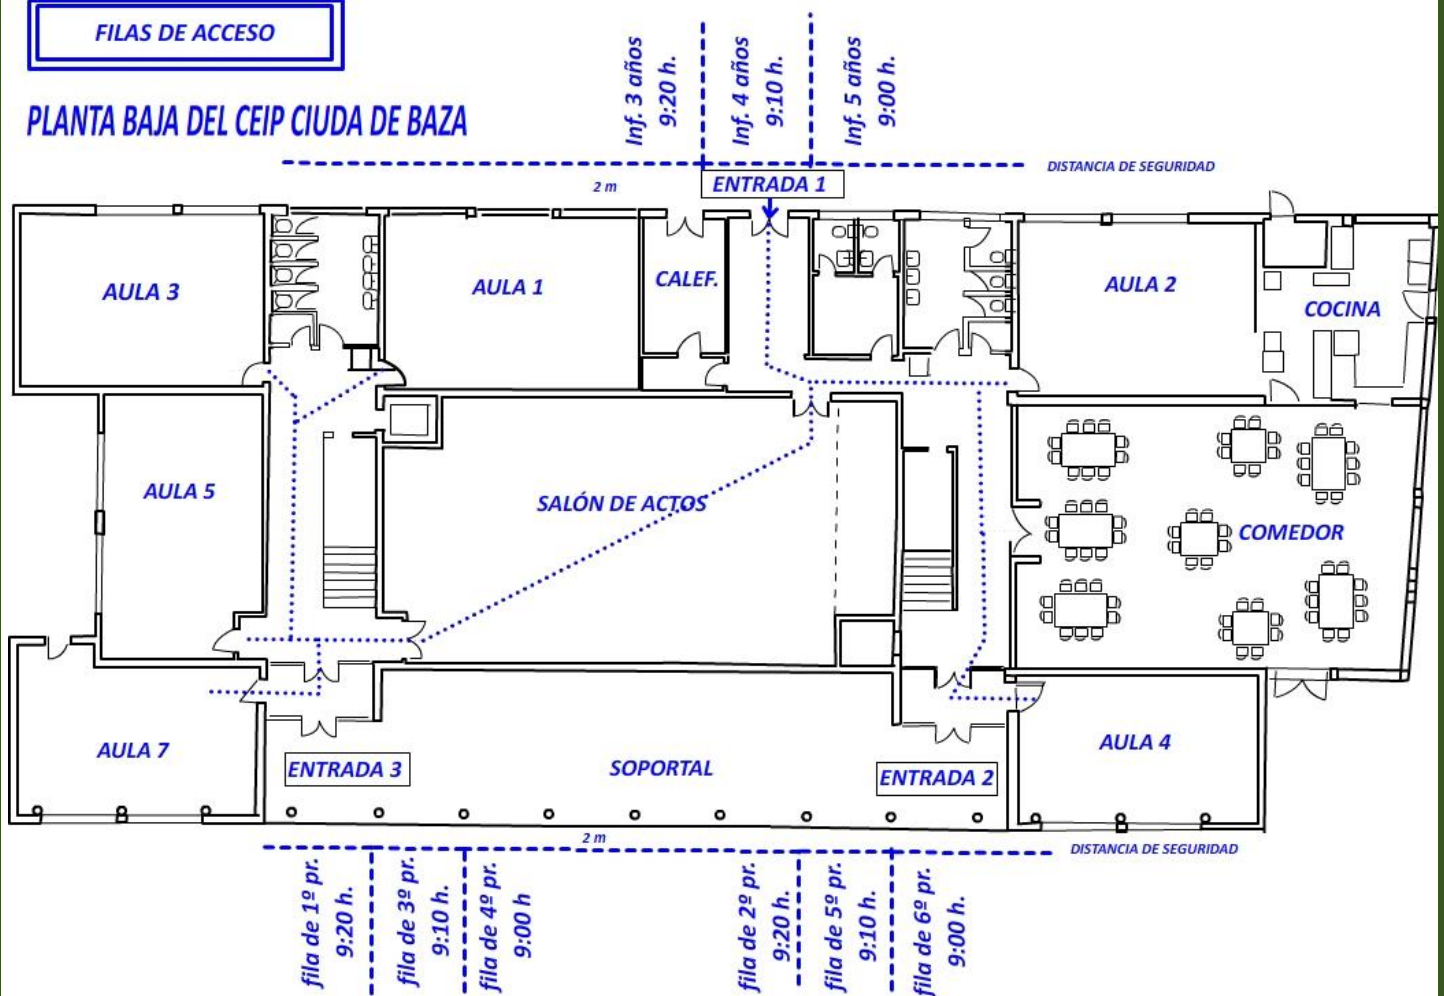 FILAS DE ACCESO
PLANTA BAJA DEL CEIP CIUDA DE BAZA
Inf. 3 años
9:20 h.
Inf. 4 años
9:10 h.
Inf. 5 años
9:00 h.
DISTANCIA DE SEGURIDAD
2 m
ENTRADA 1
AULA 3
AULA 1
CALEF.
AULA 2
COCINA
AULA 5
SALÓN DE ACTOS
COMEDOR
AULA 7
ENTRADA 3
SOPORTAL
ENTRADA 2
AULA 4
2 m
DISTANCIA DE SEGURIDAD
fila de 1º pr.
9:20 h.
fila de 3º pr.
9:10 h.
fila de 4º pr.
9:00 h
fila de 2º pr.
9:20 h.
fila de 5º pr.
9:10 h.
fila de 6º pr.
9:00 h.